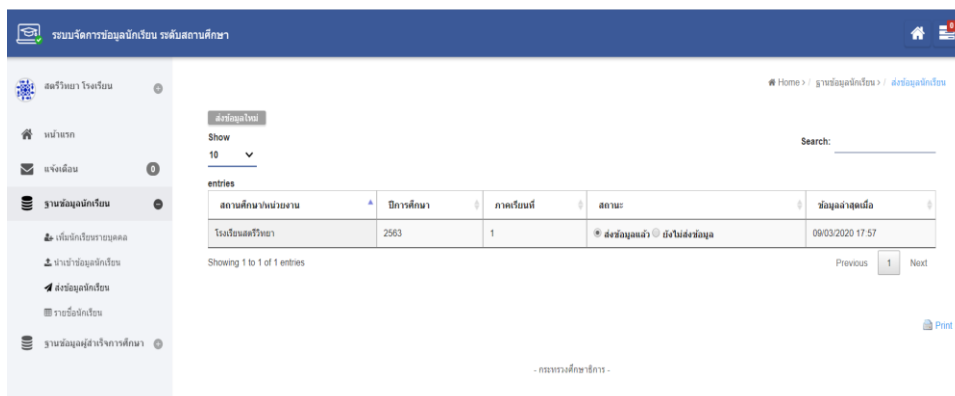 ระบบจัดการข้อมูลนักเรียน ระดับสถานศึกษา
0
สตรีวิทยา โรงเรียน
Home > / ฐานข้อมูลนักเรียน > / ส่งข้อมูลนักเรียน
หน้าแรก
แจ้งเตือน 0
ฐานข้อมูลนักเรียน
เพิ่มนักเรียนรายบุคคล
นำเข้าข้อมูลนักเรียน
ส่งข้อมูลนักเรียน
รายชื่อนักเรียน
ฐานข้อมูลผู้สำเร็จการศึกษา
ส่งข้อมูลใหม่
Show
10
entries
Search:
สถานศึกษา/หน่วยงาน ปีการศึกษา ภาคเรียนที่ สถานะ ข้อมูลล่าสุดเมื่อ
โรงเรียนสตรีวิทยา 2563 1 ส่งข้อมูลแล้ว ยังไม่ส่งข้อมูล 09/03/2020 17:57
Showing 1 to 1 of 1 entries
Previous 1 Next
Print
- กระทรวงศึกษาธิการ -